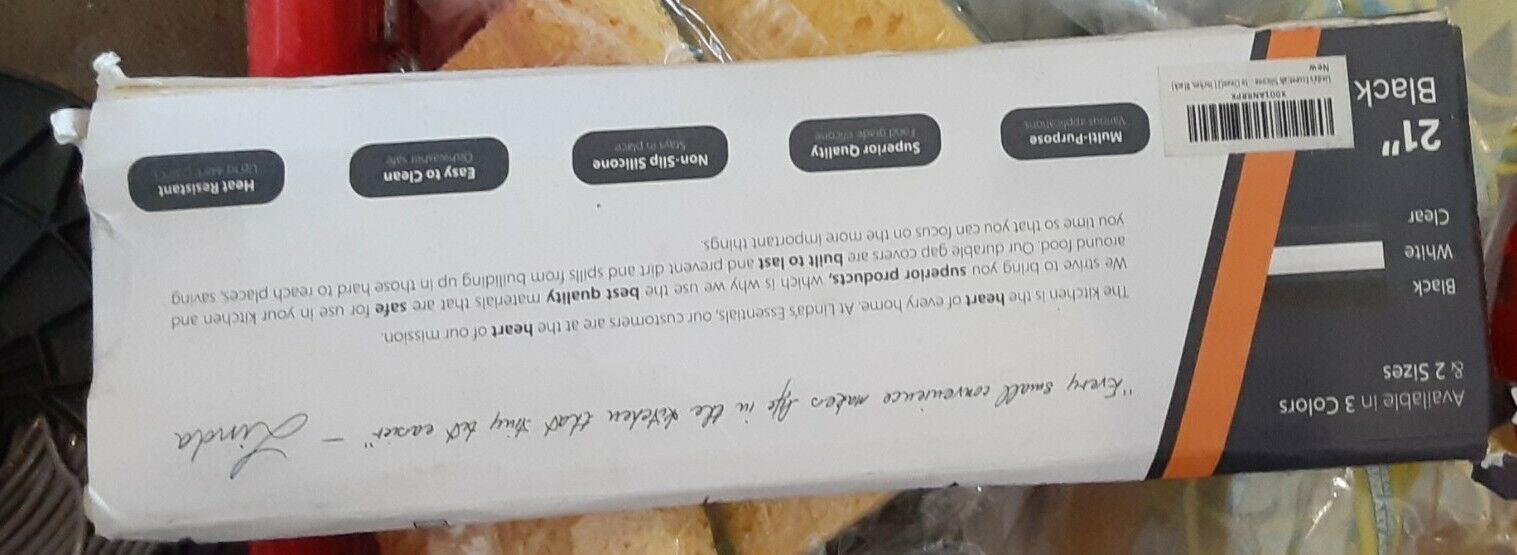 Available in 3 Colors
& 2 Sizes
Black
White
Clear
21"
Black
X001ANRRPX
New
"Every small convenience makes life in the kitchen that tiny bit easier" - Linda
The kitchen is the heart of every home. At Linda's Essentials, our customers are at the heart of our mission.
We strive to bring you superior products, which is why we use the best quality materials that are safe for use in your kitchen and
around food. Our durable gap covers are built to last and prevent dirt and spills from building up in those hard to reach places, saving
you time so that you can focus on the more important things.
Multi-Purpose
Various applications
Superior Quality
Food grade silicone
Non-Slip Silicone
Stays in place
Easy to Clean
Dishwasher safe
Heat Resistant
Up to